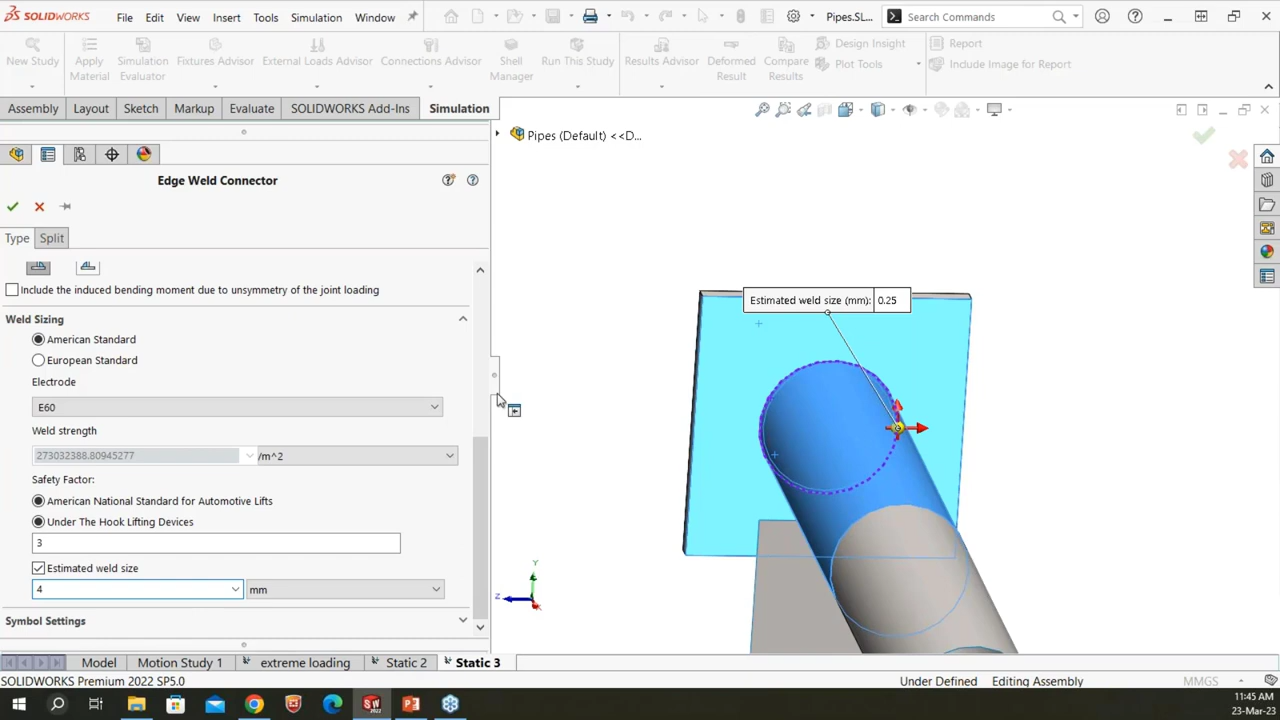 SOLIDWORKS File Edit View Insert Tools Simulation Window Pipes.SL... Search Commands
New Study
Apply Material
Simulation Evaluator
Fixtures Advisor
External Loads Advisor
Connections Advisor
Shell Manager
Run This Study
Results Advisor
Deformed Result
Compare Results
Design Insight
Plot Tools
Report
Include Image for Report
Assembly Layout Sketch Markup Evaluate SOLIDWORKS Add-Ins Simulation
Pipes (Default) <<D...
Edge Weld Connector
Type Split
Include the induced bending moment due to unsymmetry of the joint loading
Weld Sizing
American Standard
European Standard
Electrode
E60
Weld strength
273032388.80945277 /m^2
Safety Factor:
American National Standard for Automotive Lifts
Under The Hook Lifting Devices
3
Estimated weld size
4 mm
Symbol Settings
Estimated weld size (mm): 0.25
Y
Z
Model Motion Study 1 extreme loading Static 2 Static 3
SOLIDWORKS Premium 2022 SP5.0 Under Defined Editing Assembly MMGS
11:45 AM
23-Mar-23